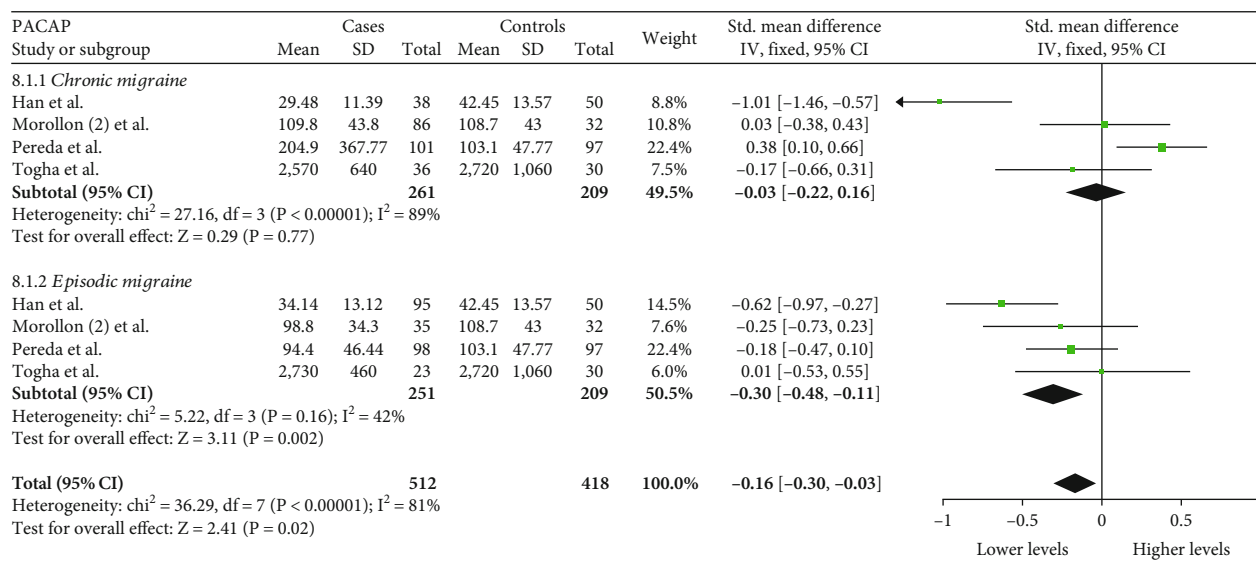 PACAP Cases Controls Weight Std. mean difference Std. mean difference
Study or subgroup Mean SD Total Mean SD Total IV, fixed, 95% CI IV, fixed, 95% CI
8.1.1 Chronic migraine
Han et al. 29.48 11.39 38 42.45 13.57 50 8.8% –1.01 [–1.46, –0.57]
Morollon (2) et al. 109.8 43.8 86 108.7 43 32 10.8% 0.03 [–0.38, 0.43]
Pereda et al. 204.9 367.77 101 103.1 47.77 97 22.4% 0.38 [0.10, 0.66]
Togha et al. 2,570 640 36 2,720 1,060 30 7.5% –0.17 [–0.66, 0.31]
Subtotal (95% CI) 261 209 49.5% –0.03 [–0.22, 0.16]
Heterogeneity: chi² = 27.16, df = 3 (P < 0.00001); I² = 89%
Test for overall effect: Z = 0.29 (P = 0.77)
8.1.2 Episodic migraine
Han et al. 34.14 13.12 95 42.45 13.57 50 14.5% –0.62 [–0.97, –0.27]
Morollon (2) et al. 98.8 34.3 35 108.7 43 32 7.6% –0.25 [–0.73, 0.23]
Pereda et al. 94.4 46.44 98 103.1 47.77 97 22.4% –0.18 [–0.47, 0.10]
Togha et al. 2,730 460 23 2,720 1,060 30 6.0% 0.01 [–0.53, 0.55]
Subtotal (95% CI) 251 209 50.5% –0.30 [–0.48, –0.11]
Heterogeneity: chi² = 5.22, df = 3 (P = 0.16); I² = 42%
Test for overall effect: Z = 3.11 (P = 0.002)
Total (95% CI) 512 418 100.0% –0.16 [–0.30, –0.03]
Heterogeneity: chi² = 36.29, df = 7 (P < 0.00001); I² = 81%
Test for overall effect: Z = 2.41 (P = 0.02)
–1 –0.5 0 0.5
Lower levels Higher levels